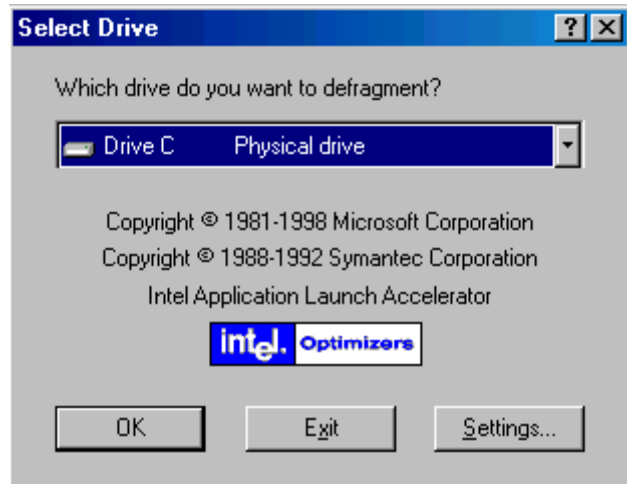 Select Drive
Which drive do you want to defragment?
Drive C Physical drive
Copyright © 1981-1998 Microsoft Corporation
Copyright © 1988-1992 Symantec Corporation
Intel Application Launch Accelerator
intel. Optimizers
OK Exit Settings...